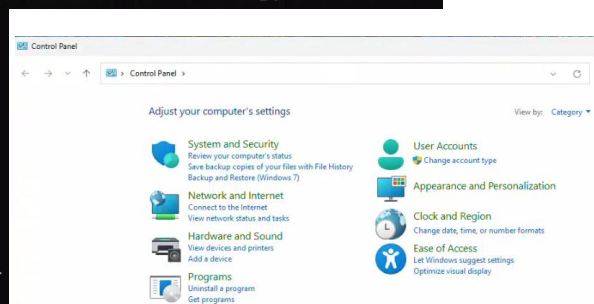 Control Panel
Control Panel
Adjust your computer's settings
View by: Category
System and Security
Review your computer's status
Save backup copies of your files with File History
Backup and Restore (Windows 7)
Network and Internet
Connect to the Internet
View network status and tasks
Hardware and Sound
View devices and printers
Add a device
Programs
Uninstall a program
Get programs
User Accounts
Change account type
Appearance and Personalization
Clock and Region
Change date, time, or number formats
Ease of Access
Let Windows suggest settings
Optimize visual display